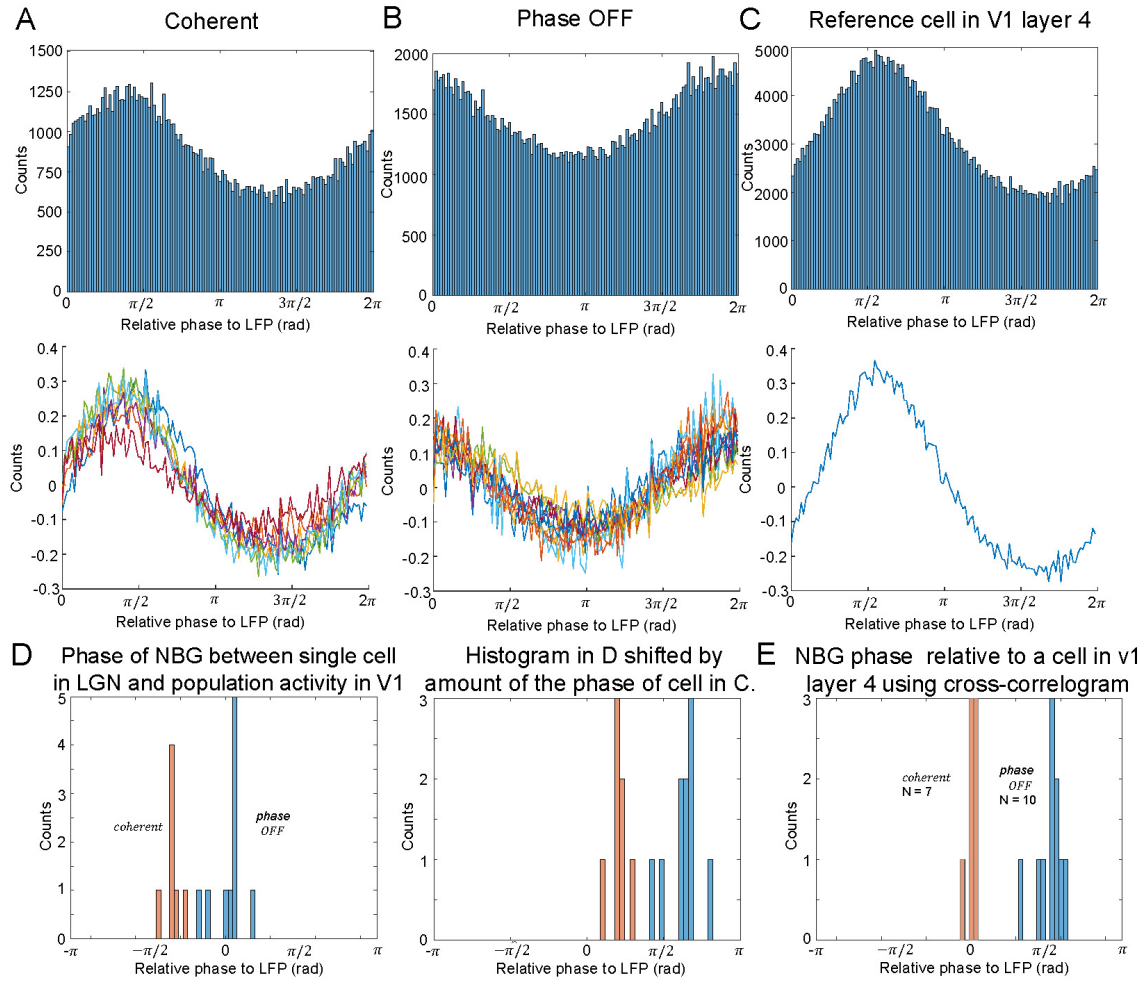 A
Coherent
1500
1250
1000
750
500
250
0
Counts
0
π/2
π
3π/2
2π
Relative phase to LFP (rad)
B
Phase OFF
2000
1500
1000
500
0
Counts
0
π/2
π
3π/2
2π
Relative phase to LFP (rad)
C
Reference cell in V1 layer 4
5000
4000
3000
2000
1000
0
Counts
0
π/2
π
3π/2
2π
Relative phase to LFP (rad)
0.4
0.3
0.2
0.1
0
-0.1
-0.2
-0.3
Counts
0
π/2
π
3π/2
2π
Relative phase to LFP (rad)
0.4
0.3
0.2
0.1
0
-0.1
-0.2
-0.3
Counts
0
π/2
π
3π/2
2π
Relative phase to LFP (rad)
0.4
0.3
0.2
0.1
0
-0.1
-0.2
-0.3
Counts
0
π/2
π
3π/2
2π
Relative phase to LFP (rad)
D
Phase of NBG between single cell
in LGN and population activity in V1
5
4
3
2
1
0
Counts
coherent
phase
OFF
-π
−π/2
0
π/2
π
Relative phase to LFP (rad)
Histogram in D shifted by
amount of the phase of cell in C.
3
2
1
0
Counts
-π
−π/2
0
π/2
π
Relative phase to LFP (rad)
E
NBG phase relative to a cell in v1
layer 4 using cross-correlogram
3
2
1
0
Counts
coherent
N = 7
phase
OFF
N = 10
-π
−π/2
0
π/2
π
Relative phase to LFP (rad)